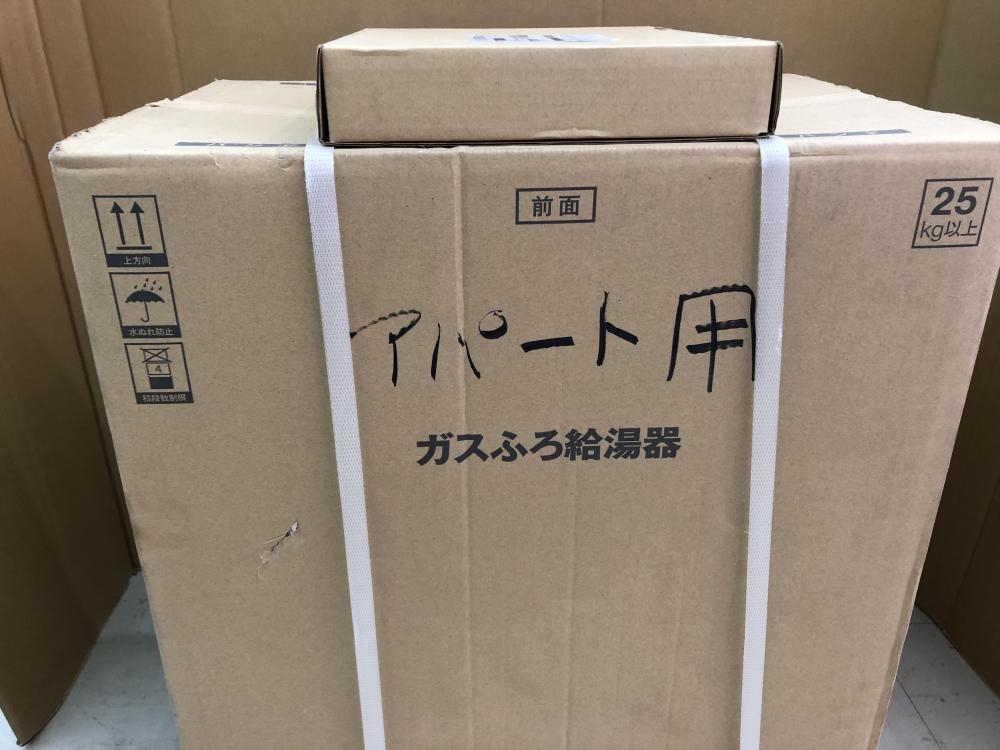 前面
25
kg以上
上方向
水ぬれ防止
4
積段数制限
アパート用
ガスふろ給湯器